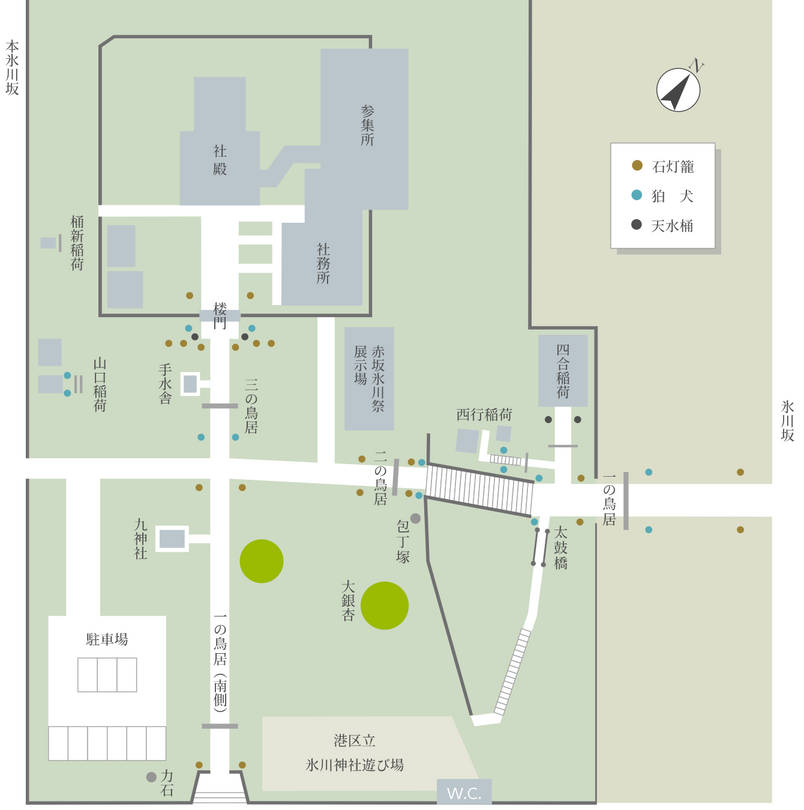 本氷川坂
N
参集所
社殿
石灯籠
狛　犬
天水桶
桶新稲荷
社務所
楼門
山口稲荷
手水舎
三の鳥居
赤坂氷川祭
展示場
四合稲荷
西行稲荷
氷川坂
二の鳥居
一の鳥居
九神社
包丁塚
太鼓橋
大銀杏
一の鳥居（南側）
駐車場
港区立
氷川神社遊び場
力石
W.C.